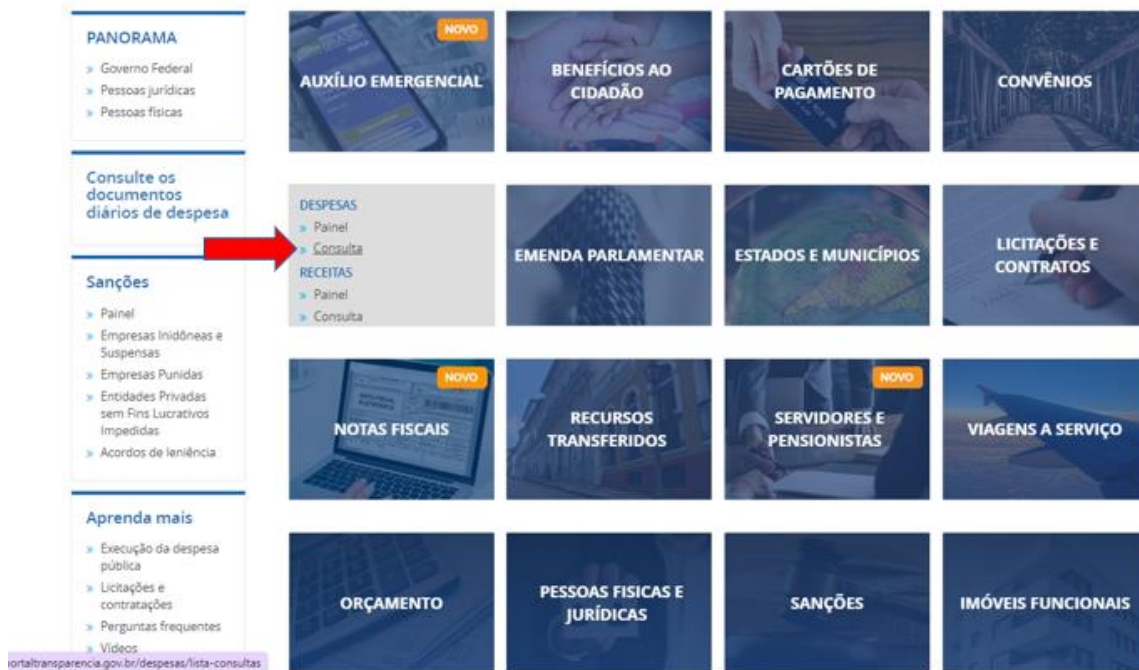 PANORAMA
» Governo Federal
» Pessoas jurídicas
» Pessoas físicas
Consulte os
documentos
diários de despesa
Sanções
» Painel
» Empresas Inidôneas e
Suspensas
» Empresas Punidas
» Entidades Privadas
sem Fins Lucrativos
Impedidas
» Acordos de leniência
Aprenda mais
» Execução da despesa
pública
» Licitações e
contratações
» Perguntas frequentes
» Vídeos
ortaltransparencia.gov.br/despesas/lista-consultas
NOVO
AUXÍLIO EMERGENCIAL
BENEFÍCIOS AO
CIDADÃO
CARTÕES DE
PAGAMENTO
CONVÊNIOS
DESPESAS
» Painel
» Consulta
RECEITAS
» Painel
» Consulta
EMENDA PARLAMENTAR
ESTADOS E MUNICÍPIOS
LICITAÇÕES E
CONTRATOS
NOVO
NOTAS FISCAIS
RECURSOS
TRANSFERIDOS
NOVO
SERVIDORES E
PENSIONISTAS
VIAGENS A SERVIÇO
ORÇAMENTO
PESSOAS FISICAS E
JURÍDICAS
SANÇÕES
IMÓVEIS FUNCIONAIS